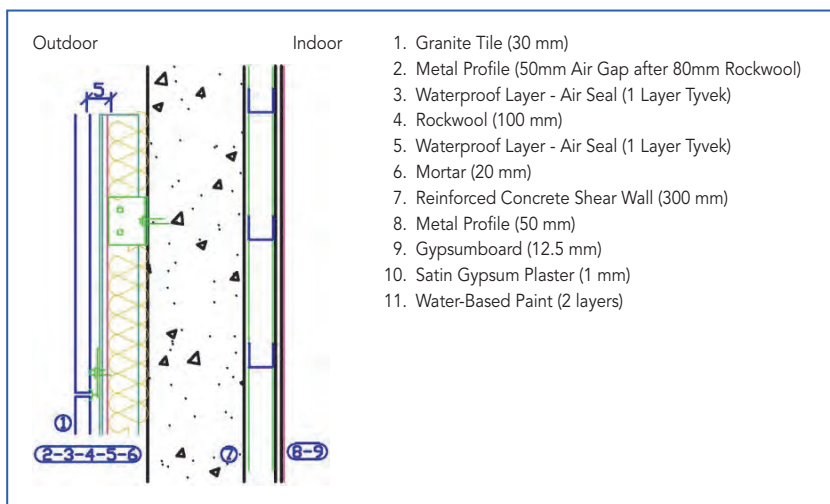 Outdoor
Indoor
5
1
2-3-4-5-6
7
8-9
1. Granite Tile (30 mm)
2. Metal Profile (50mm Air Gap after 80mm Rockwool)
3. Waterproof Layer - Air Seal (1 Layer Tyvek)
4. Rockwool (100 mm)
5. Waterproof Layer - Air Seal (1 Layer Tyvek)
6. Mortar (20 mm)
7. Reinforced Concrete Shear Wall (300 mm)
8. Metal Profile (50 mm)
9. Gypsumboard (12.5 mm)
10. Satin Gypsum Plaster (1 mm)
11. Water-Based Paint (2 layers)